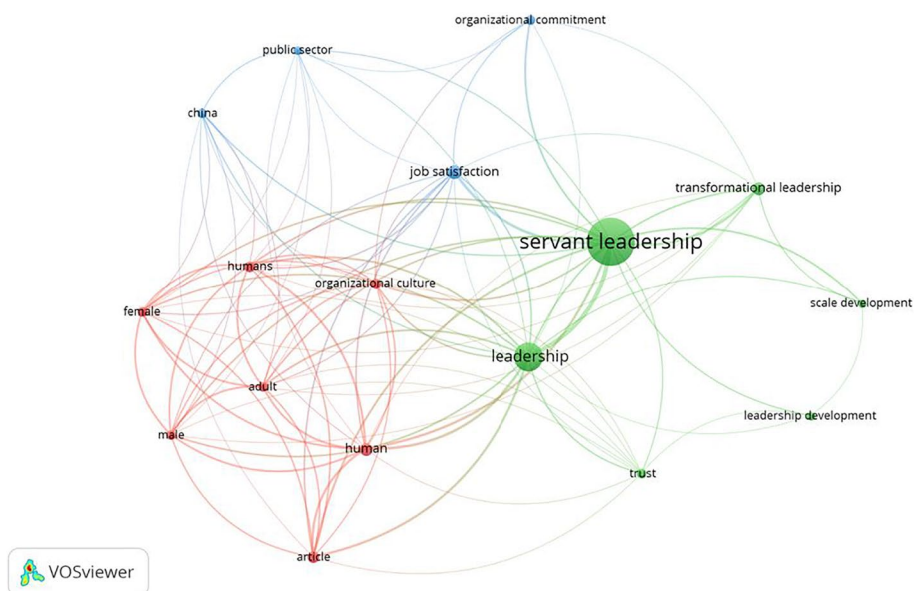 organizational commitment
public sector
china
job satisfaction
transformational leadership
servant leadership
humans
organizational culture
scale development
female
leadership
adult
leadership development
male
human
trust
article
VOSviewer